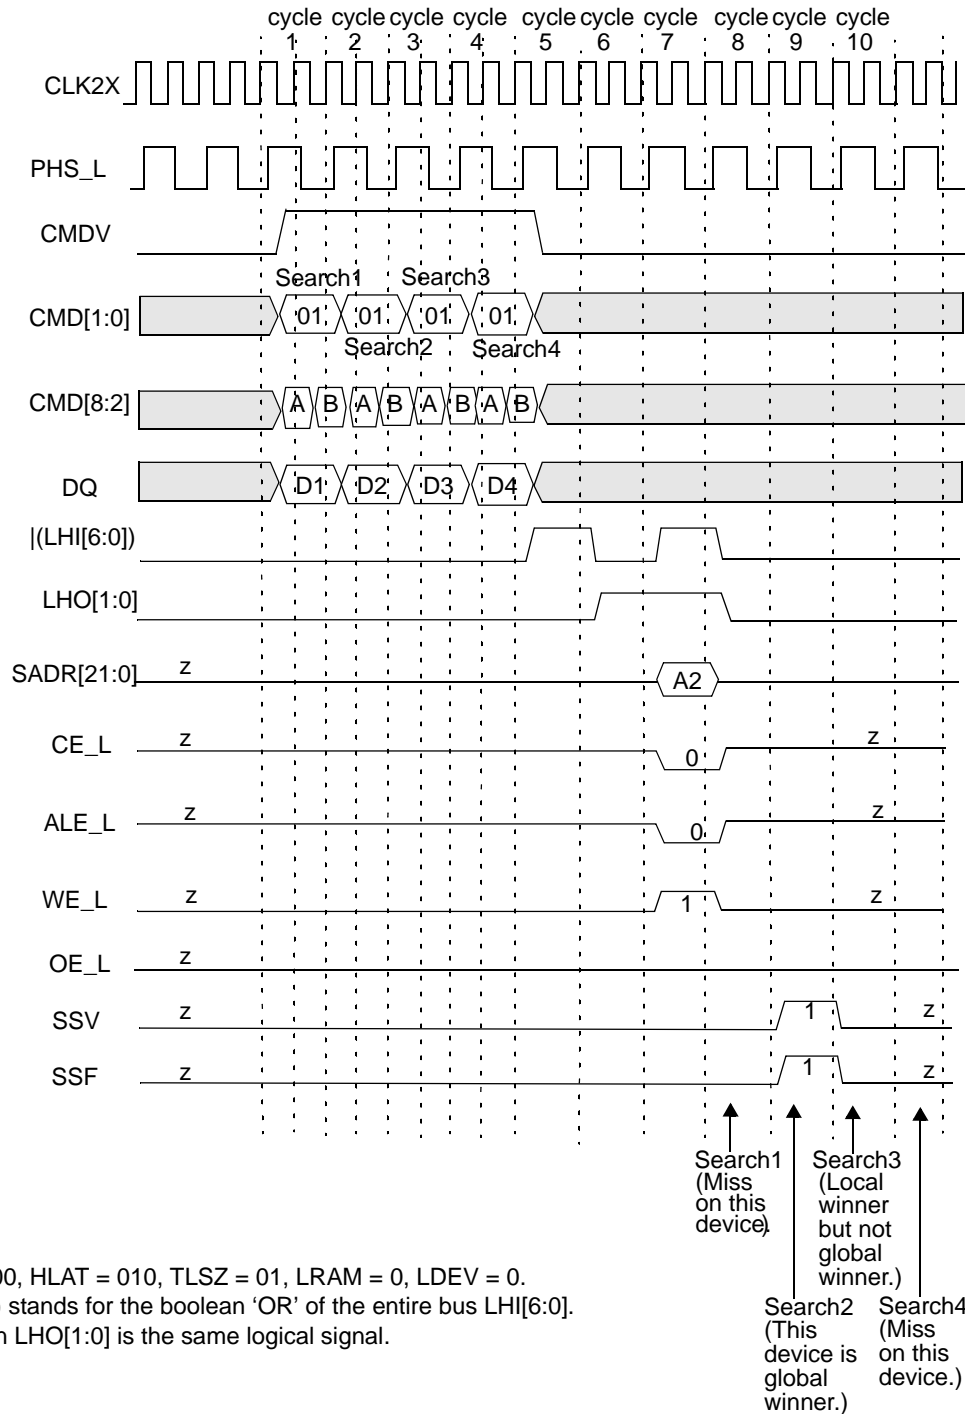 cycle cycle cycle cycle cycle cycle cycle cycle cycle cycle
1 2 3 4 5 6 7 8 9 10
CLK2X
PHS_L
CMDV
Search1 Search3
CMD[1:0] 01 01 01 01
Search2 Search4
CMD[8:2] A B A B A B A B
DQ D1 D2 D3 D4
|(LHI[6:0])
LHO[1:0]
SADR[21:0] z A2
CE_L z 0 z
ALE_L z 0 z
WE_L z 1 z
OE_L z
SSV z 1 z
SSF z 1 z
Search1
(Miss
on this
device.)
Search3
(Local
winner
but not
global
winner.)
Search2
(This
device is
global
winner.)
Search4
(Miss
on this
device.)
00, HLAT = 010, TLSZ = 01, LRAM = 0, LDEV = 0.
) stands for the boolean ‘OR’ of the entire bus LHI[6:0].
n LHO[1:0] is the same logical signal.